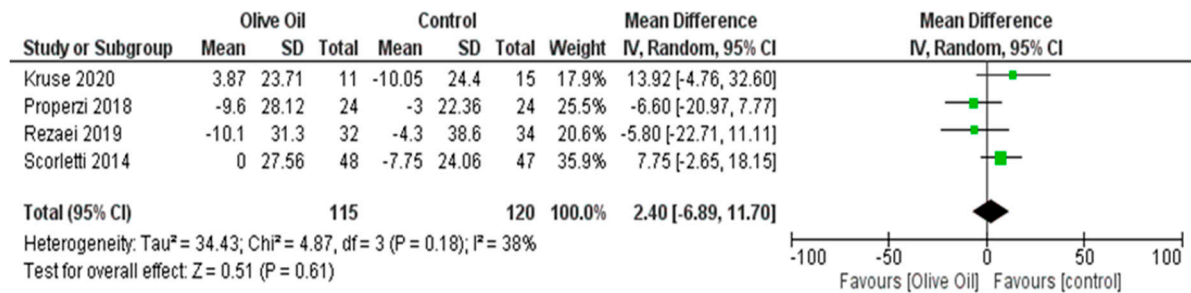 Olive Oil Control Mean Difference Mean Difference
Study or Subgroup Mean SD Total Mean SD Total Weight IV, Random, 95% CI IV, Random, 95% CI
Kruse 2020 3.87 23.71 11 -10.05 24.4 15 17.9% 13.92 [-4.76, 32.60]
Properzi 2018 -9.6 28.12 24 -3 22.36 24 25.5% -6.60 [-20.97, 7.77]
Rezaei 2019 -10.1 31.3 32 -4.3 38.6 34 20.6% -5.80 [-22.71, 11.11]
Scorletti 2014 0 27.56 48 -7.75 24.06 47 35.9% 7.75 [-2.65, 18.15]
Total (95% CI) 115 120 100.0% 2.40 [-6.89, 11.70]
Heterogeneity: Tau² = 34.43; Chi² = 4.87, df = 3 (P = 0.18); I² = 38%
Test for overall effect: Z = 0.51 (P = 0.61)
-100 -50 0 50 100
Favours [Olive Oil] Favours [control]